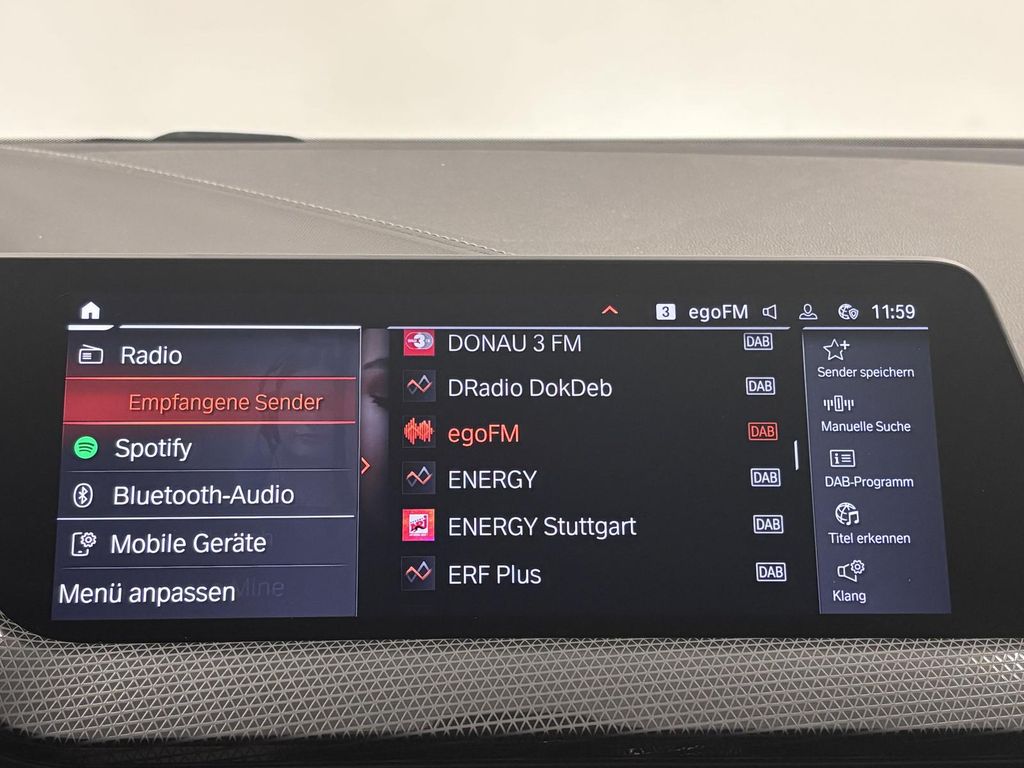 3 egoFM 11:59
Radio
Empfangene Sender
Spotify
Bluetooth-Audio
Mobile Geräte
Menü anpassen
3 DONAU 3 FM DAB
DRadio DokDeb DAB
egoFM DAB
ENERGY DAB
ENERGY Stuttgart DAB
ERF Plus DAB
Sender speichern
Manuelle Suche
DAB-Programm
Titel erkennen
Klang